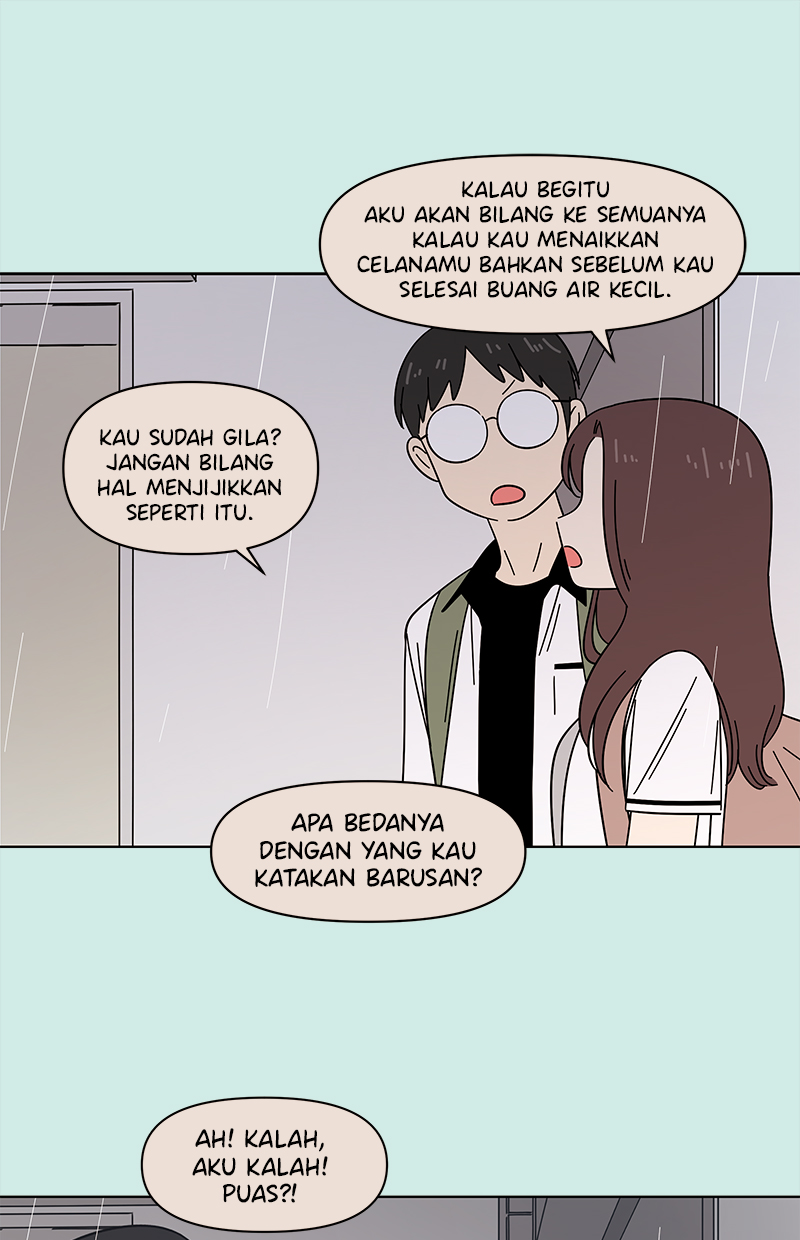 KALAU BEGITU
AKU AKAN BILANG KE SEMUANYA
KALAU KAU MENAIKKAN
CELANAMU BAHKAN SEBELUM KAU
SELESAI BUANG AIR KECIL.
KAU SUDAH GILA?
JANGAN BILANG
HAL MENJIJIKKAN
SEPERTI ITU.
APA BEDANYA
DENGAN YANG KAU
KATAKAN BARUSAN?
AH! KALAH,
AKU KALAH!
PUAS?!